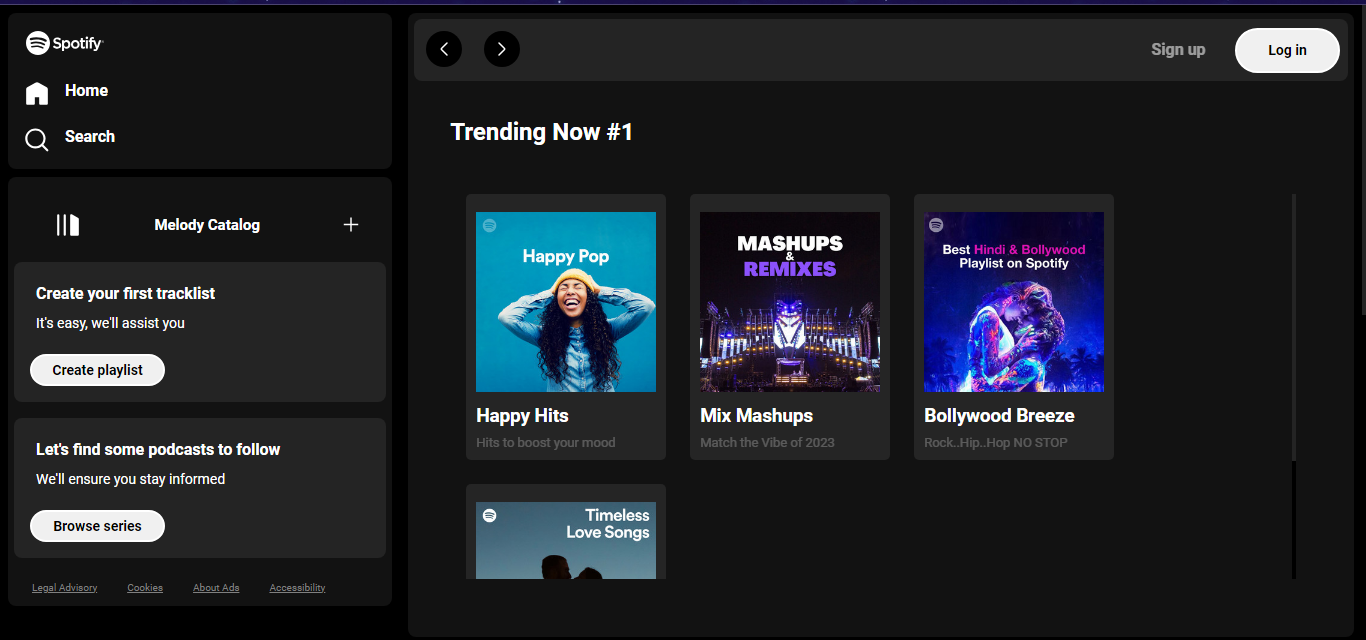 Spotify
Home
Search
Melody Catalog
Create your first tracklist
It's easy, we'll assist you
Create playlist
Let's find some podcasts to follow
We'll ensure you stay informed
Browse series
Legal Advisory Cookies About Ads Accessibility
Sign up Log in
Trending Now #1
Happy Pop
Happy Hits
Hits to boost your mood
MASHUPS
&
REMIXES
Mix Mashups
Match the Vibe of 2023
Best Hindi & Bollywood
Playlist on Spotify
Bollywood Breeze
Rock..Hip..Hop NO STOP
Timeless
Love Songs